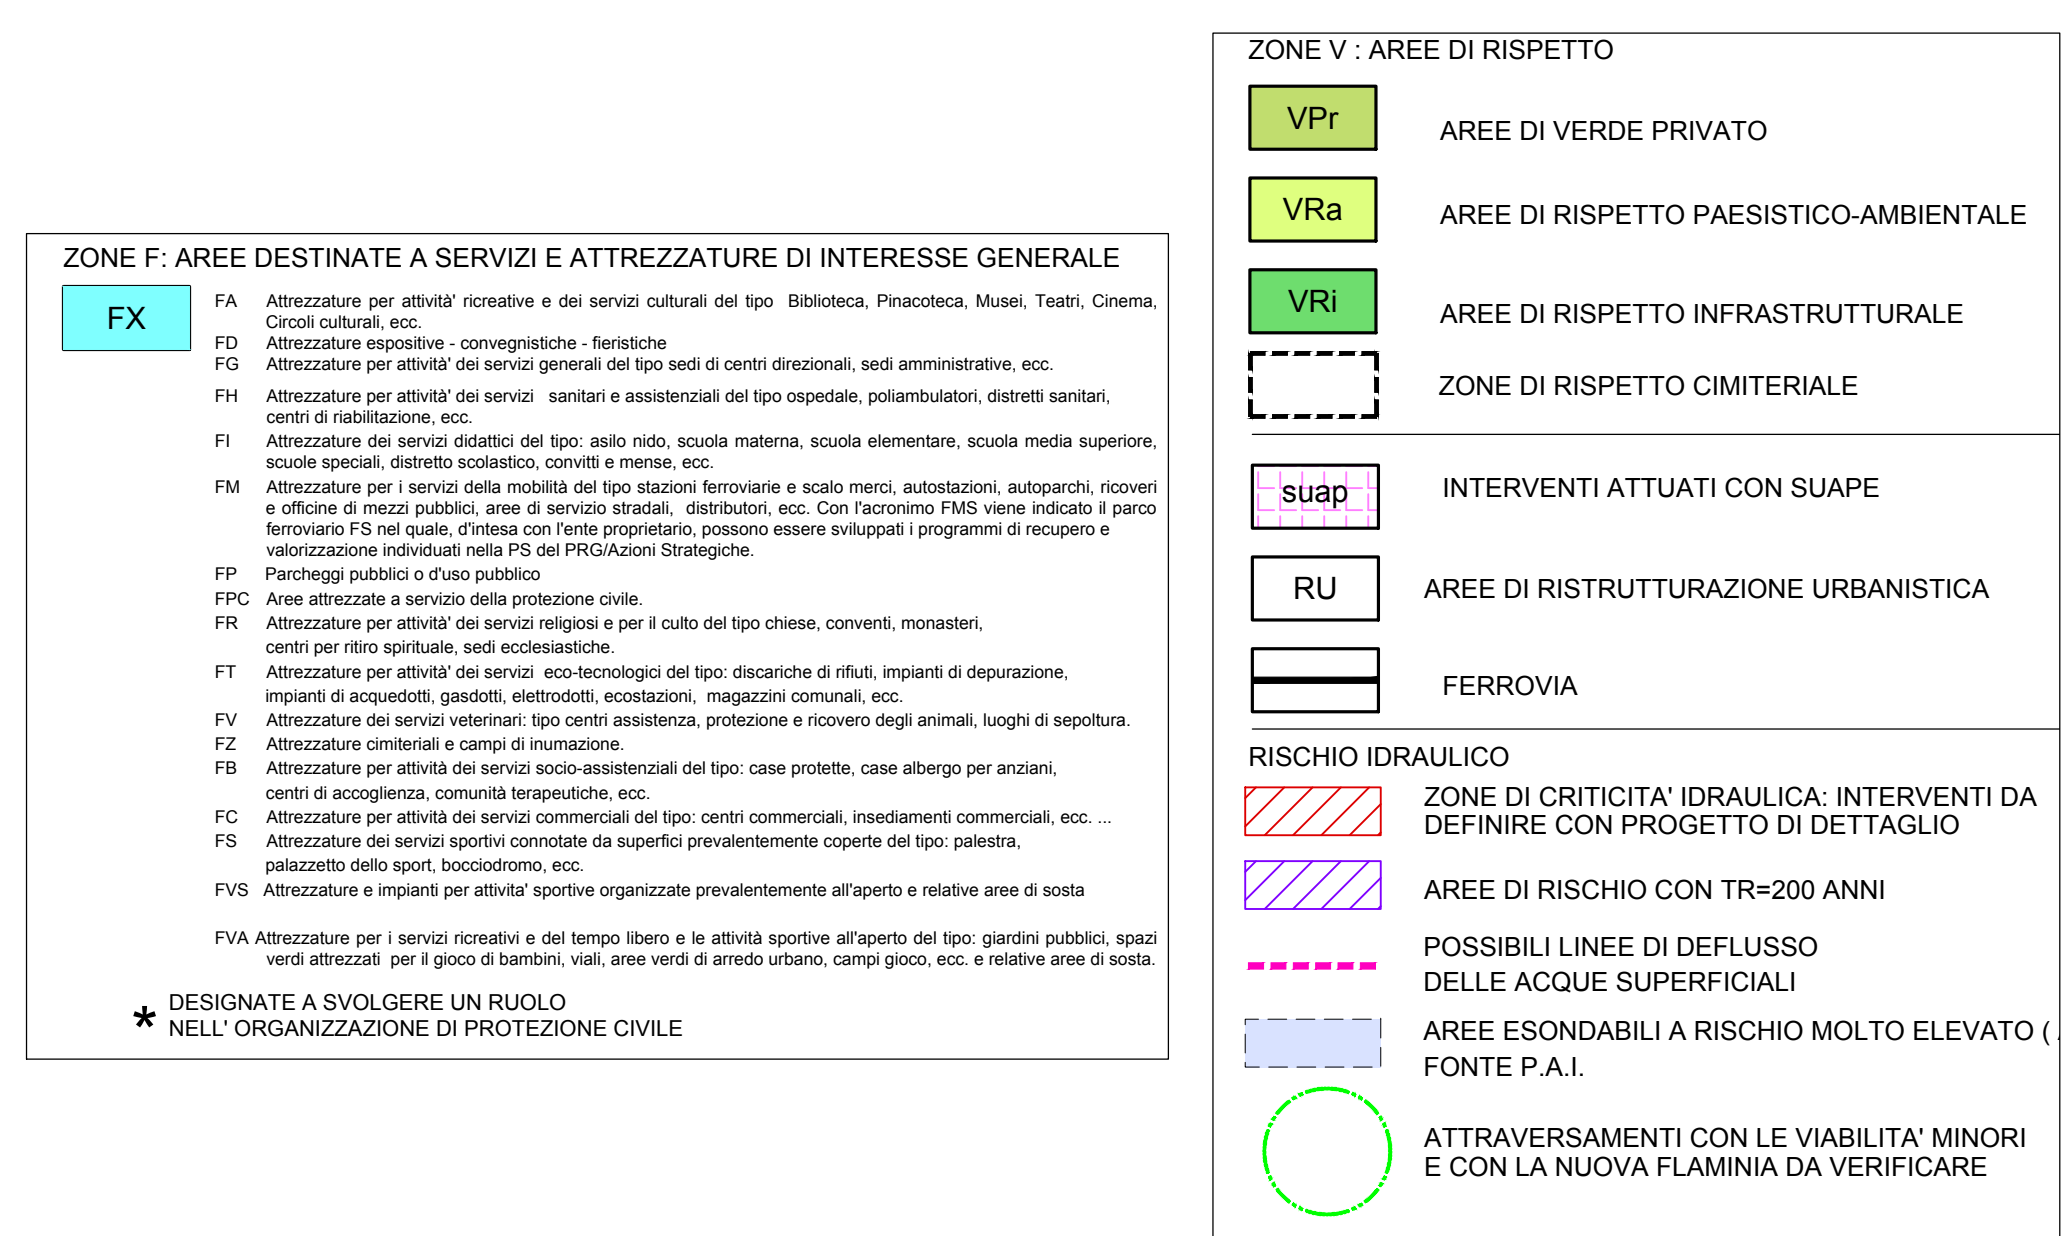 ZONE F: AREE DESTINATE A SERVIZI E ATTREZZATURE DI INTERESSE GENERALE
FX
FA Attrezzature per attività' ricreative e dei servizi culturali del tipo Biblioteca, Pinacoteca, Musei, Teatri, Cinema,
Circoli culturali, ecc.
FD Attrezzature espositive - convegnistiche - fieristiche
FG Attrezzature per attività' dei servizi generali del tipo sedi di centri direzionali, sedi amministrative, ecc.
FH Attrezzature per attività' dei servizi sanitari e assistenziali del tipo ospedale, poliambulatori, distretti sanitari,
centri di riabilitazione, ecc.
FI Attrezzature dei servizi didattici del tipo: asilo nido, scuola materna, scuola elementare, scuola media superiore,
scuole speciali, distretto scolastico, convitti e mense, ecc.
FM Attrezzature per i servizi della mobilità del tipo stazioni ferroviarie e scalo merci, autostazioni, autoparchi, ricoveri
e officine di mezzi pubblici, aree di servizio stradali, distributori, ecc. Con l'acronimo FMS viene indicato il parco
ferroviario FS nel quale, d'intesa con l'ente proprietario, possono essere sviluppati i programmi di recupero e
valorizzazione individuati nella PS del PRG/Azioni Strategiche.
FP Parcheggi pubblici o d'uso pubblico
FPC Aree attrezzate a servizio della protezione civile.
FR Attrezzature per attività' dei servizi religiosi e per il culto del tipo chiese, conventi, monasteri,
centri per ritiro spirituale, sedi ecclesiastiche.
FT Attrezzature per attività' dei servizi eco-tecnologici del tipo: discariche di rifiuti, impianti di depurazione,
impianti di acquedotti, gasdotti, elettrodotti, ecostazioni, magazzini comunali, ecc.
FV Attrezzature dei servizi veterinari: tipo centri assistenza, protezione e ricovero degli animali, luoghi di sepoltura.
FZ Attrezzature cimiteriali e campi di inumazione.
FB Attrezzature per attività dei servizi socio-assistenziali del tipo: case protette, case albergo per anziani,
centri di accoglienza, comunità terapeutiche, ecc.
FC Attrezzature per attività dei servizi commerciali del tipo: centri commerciali, insediamenti commerciali, ecc. ...
FS Attrezzature dei servizi sportivi connotate da superfici prevalentemente coperte del tipo: palestra,
palazzetto dello sport, bocciodromo, ecc.
FVS Attrezzature e impianti per attivita' sportive organizzate prevalentemente all'aperto e relative aree di sosta
FVA Attrezzature per i servizi ricreativi e del tempo libero e le attività sportive all'aperto del tipo: giardini pubblici, spazi
verdi attrezzati per il gioco di bambini, viali, aree verdi di arredo urbano, campi gioco, ecc. e relative aree di sosta.
* DESIGNATE A SVOLGERE UN RUOLO
NELL' ORGANIZZAZIONE DI PROTEZIONE CIVILE
ZONE V : AREE DI RISPETTO
VPr AREE DI VERDE PRIVATO
VRa AREE DI RISPETTO PAESISTICO-AMBIENTALE
VRi AREE DI RISPETTO INFRASTRUTTURALE
ZONE DI RISPETTO CIMITERIALE
suap INTERVENTI ATTUATI CON SUAPE
RU AREE DI RISTRUTTURAZIONE URBANISTICA
FERROVIA
RISCHIO IDRAULICO
ZONE DI CRITICITA' IDRAULICA: INTERVENTI DA
DEFINIRE CON PROGETTO DI DETTAGLIO
AREE DI RISCHIO CON TR=200 ANNI
POSSIBILI LINEE DI DEFLUSSO
DELLE ACQUE SUPERFICIALI
AREE ESONDABILI A RISCHIO MOLTO ELEVATO (
FONTE P.A.I.
ATTRAVERSAMENTI CON LE VIABILITA' MINORI
E CON LA NUOVA FLAMINIA DA VERIFICARE